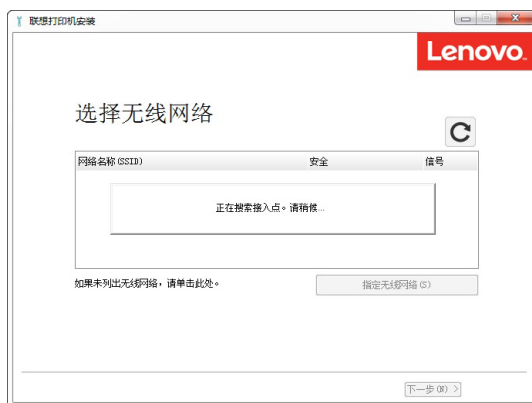 联想打印机安装
Lenovo.
选择无线网络
网络名称(SSID) 安全 信号
正在搜索接入点。请稍候...
如果未列出无线网络，请单击此处。 指定无线网络(S)
下一步(N) >